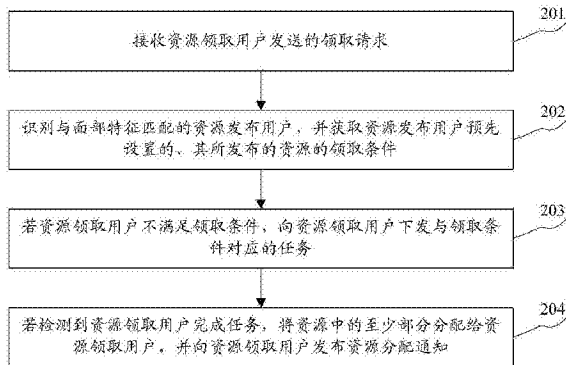 201
接收资源领取用户发送的领取请求
202
识别与面部特征匹配的资源发布用户，并获取资源发布用户预先
设置的、其所发布的资源的领取条件
203
若资源领取用户不满足领取条件，向资源领取用户下发与领取条
件对应的任务
204
若检测到资源领取用户完成任务，将资源中的至少部分分配给资
源领取用户，并向资源领取用户发布资源分配通知